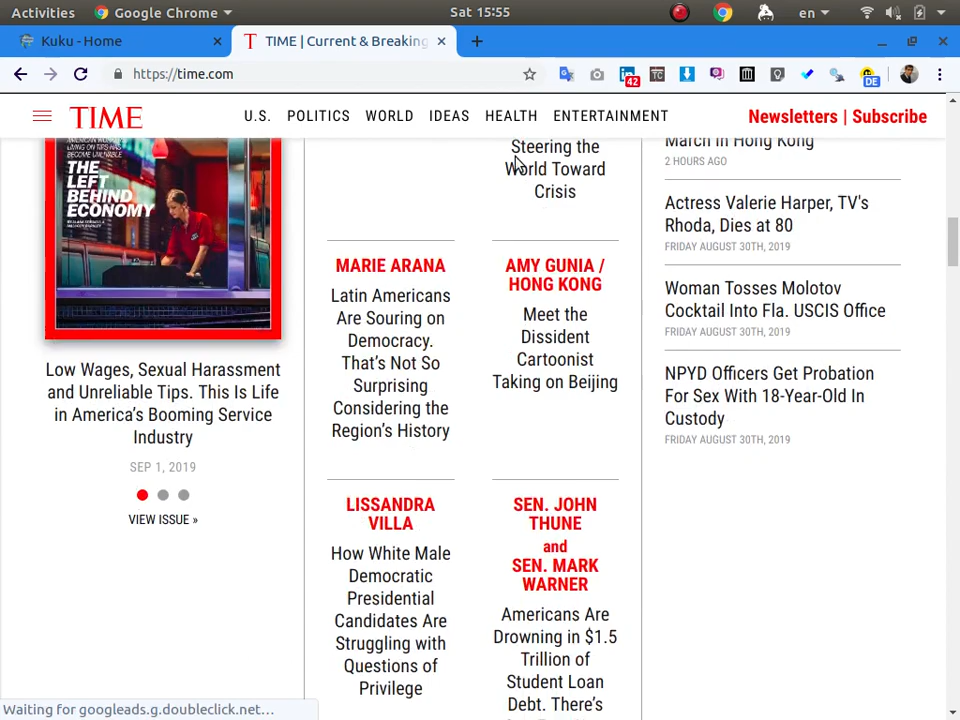 Activities
Google Chrome
Sat 15:55
en
Kuku - Home
TIME | Current & Breaking
https://time.com
42
TC
DE
TIME
U.S.
POLITICS
WORLD
IDEAS
HEALTH
ENTERTAINMENT
Newsletters | Subscribe
THE
LEFT
BEHIND
ECONOMY
Low Wages, Sexual Harassment
and Unreliable Tips. This Is Life
in America's Booming Service
Industry
SEP 1, 2019
VIEW ISSUE »
Steering the
World Toward
Crisis
MARIE ARANA
Latin Americans
Are Souring on
Democracy.
That's Not So
Surprising
Considering the
Region's History
AMY GUNIA /
HONG KONG
Meet the
Dissident
Cartoonist
Taking on Beijing
LISSANDRA
VILLA
How White Male
Democratic
Presidential
Candidates Are
Struggling with
Questions of
Privilege
SEN. JOHN
THUNE
and
SEN. MARK
WARNER
Americans Are
Drowning in $1.5
Trillion of
Student Loan
Debt. There's
March in Hong Kong
2 HOURS AGO
Actress Valerie Harper, TV's
Rhoda, Dies at 80
FRIDAY AUGUST 30TH, 2019
Woman Tosses Molotov
Cocktail Into Fla. USCIS Office
FRIDAY AUGUST 30TH, 2019
NPYD Officers Get Probation
For Sex With 18-Year-Old In
Custody
FRIDAY AUGUST 30TH, 2019
Waiting for googleads.g.doubleclick.net...